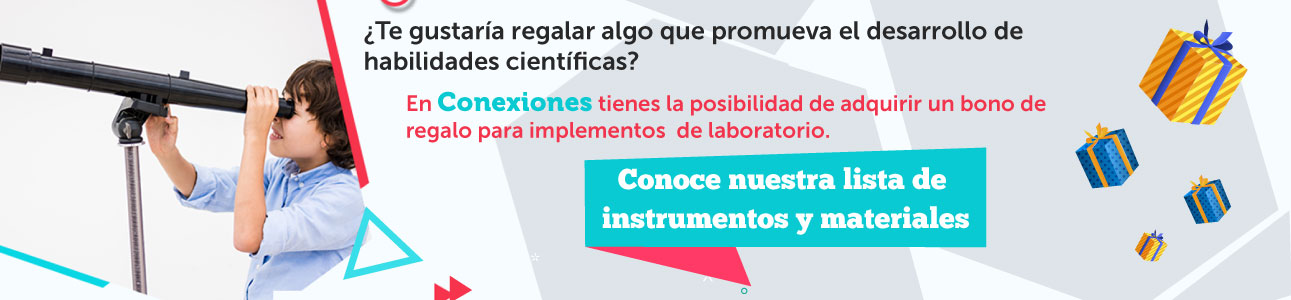 ¿Te gustaría regalar algo que promueva el desarrollo de
habilidades científicas?
En Conexiones tienes la posibilidad de adquirir un bono de
regalo para implementos de laboratorio.
Conoce nuestra lista de
instrumentos y materiales